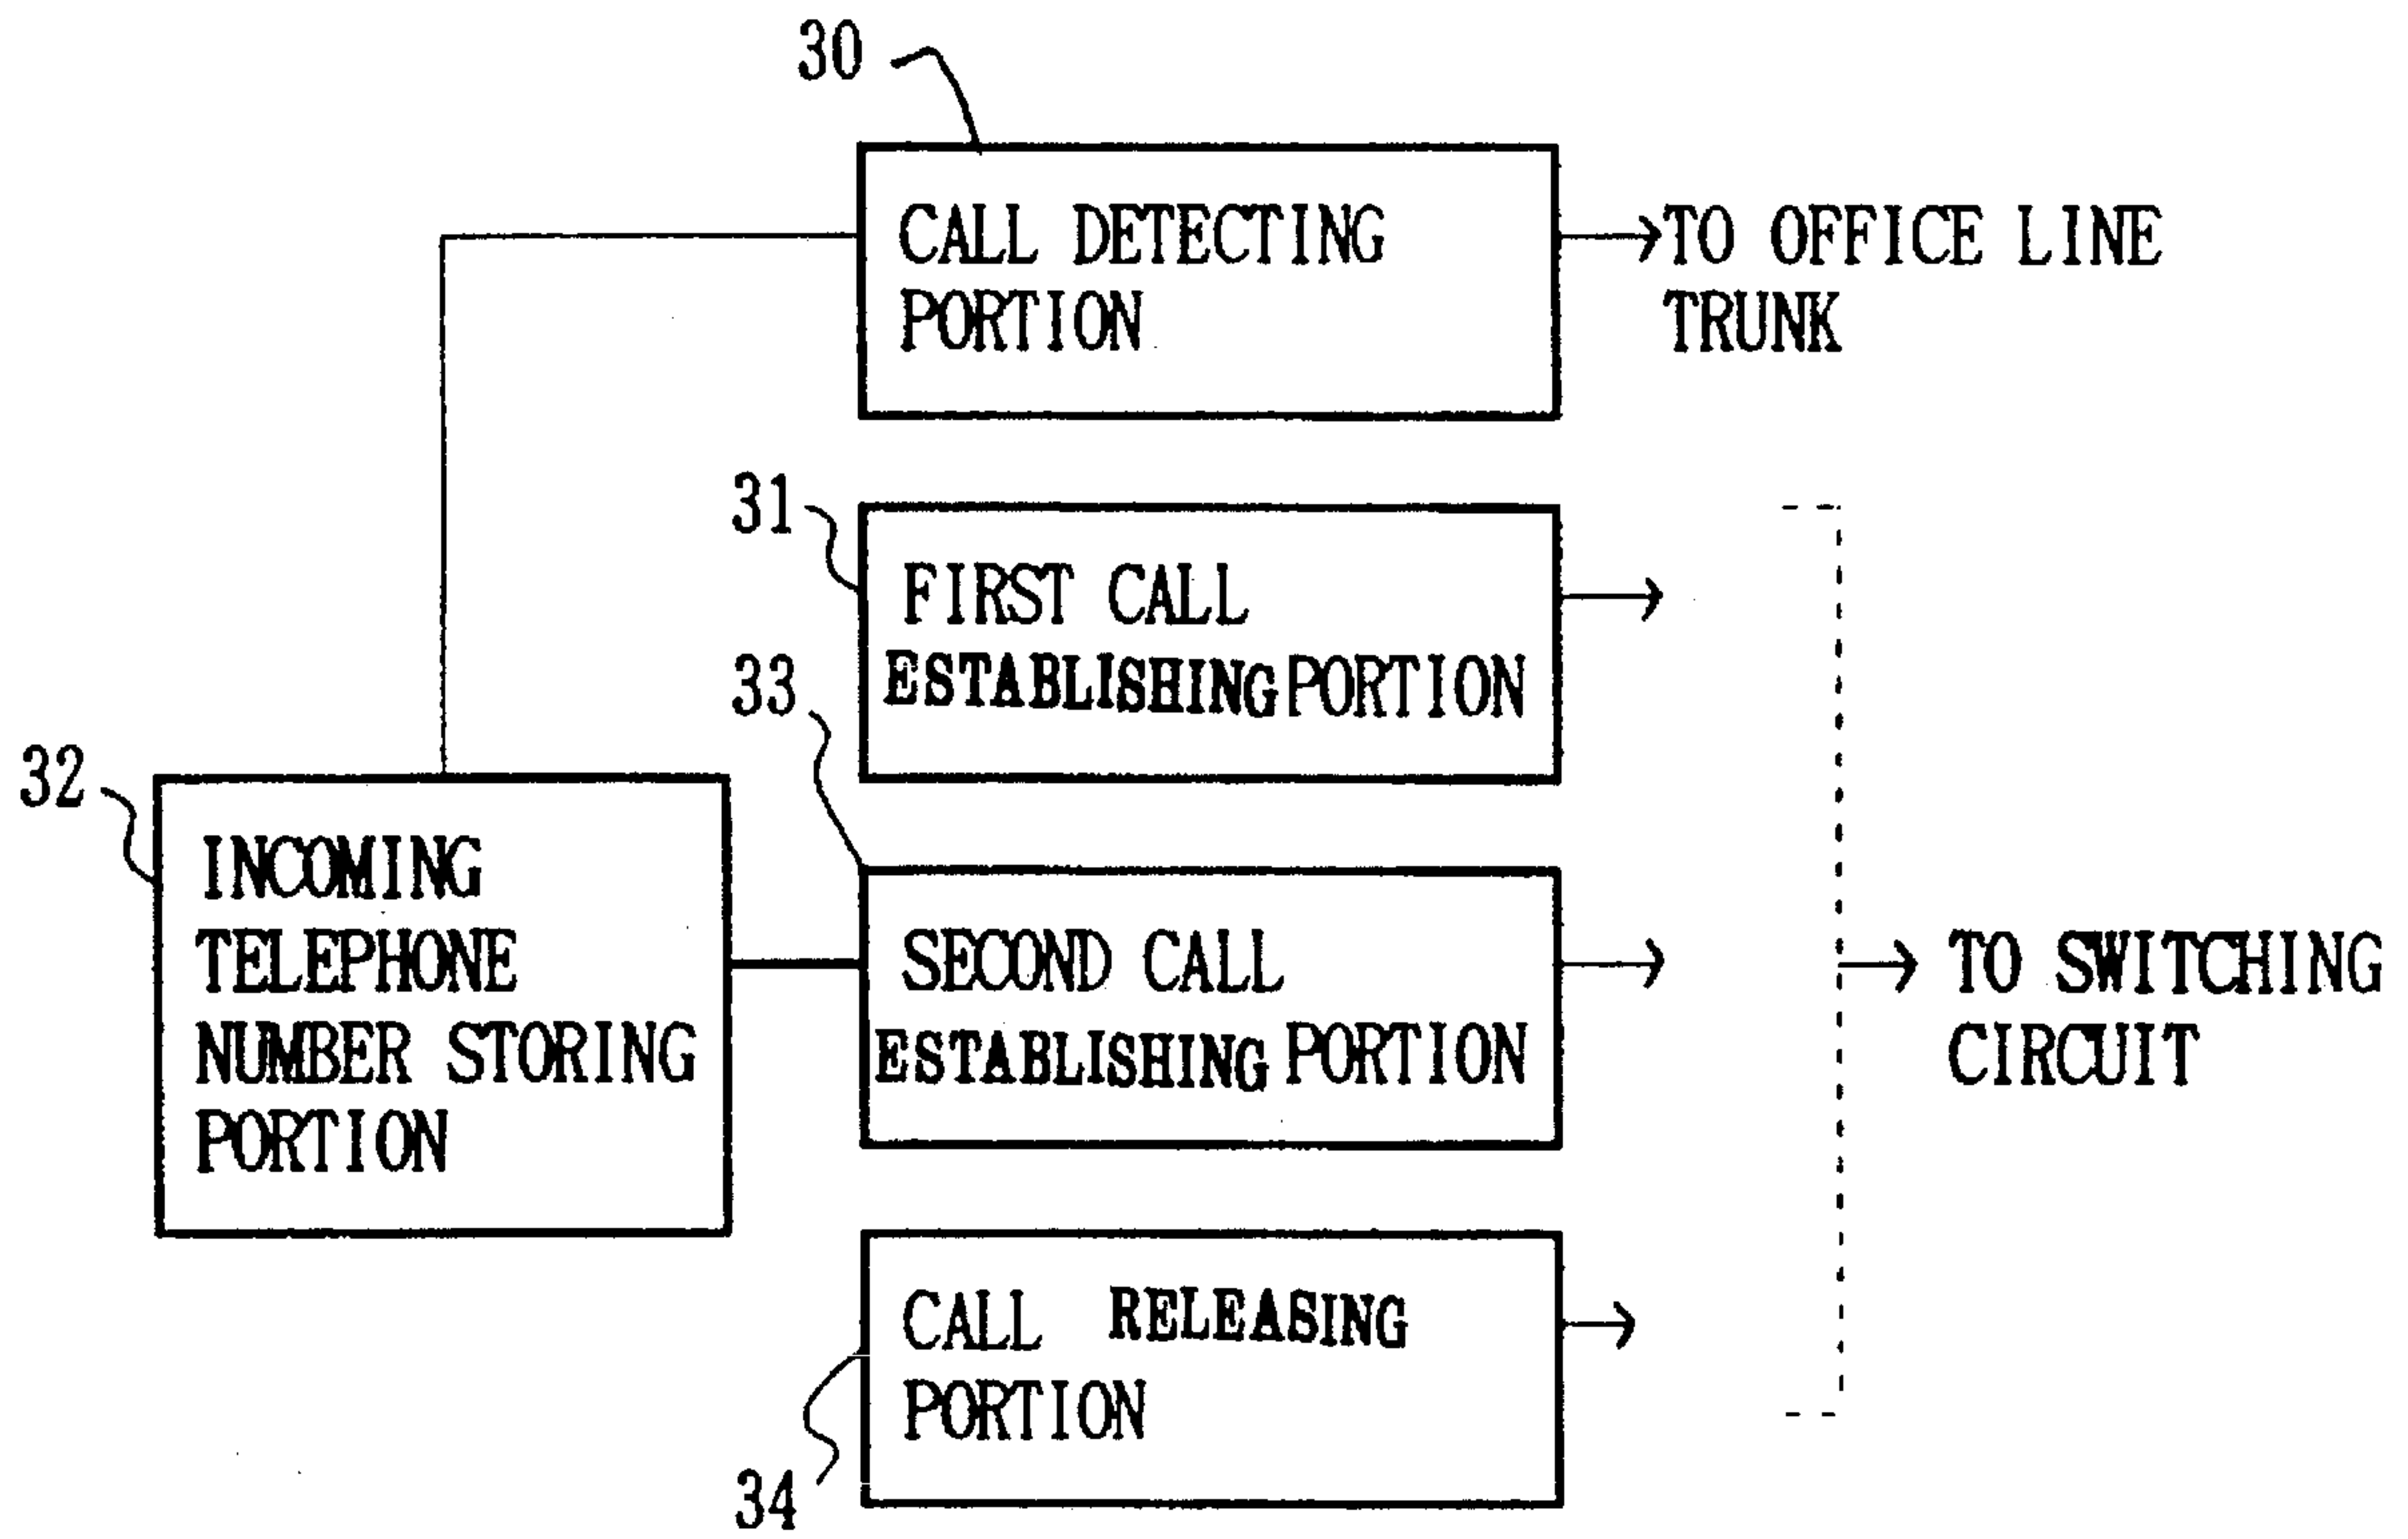 30
CALL DETECTING
PORTION
TO OFFICE LINE
TRUNK
31
FIRST CALL
ESTABLISHING PORTION
33
32
INCOMING
TELEPHONE
NUMBER STORING
PORTION
SECOND CALL
ESTABLISHING PORTION
TO SWITCHING
CIRCUIT
CALL RELEASING
PORTION
34